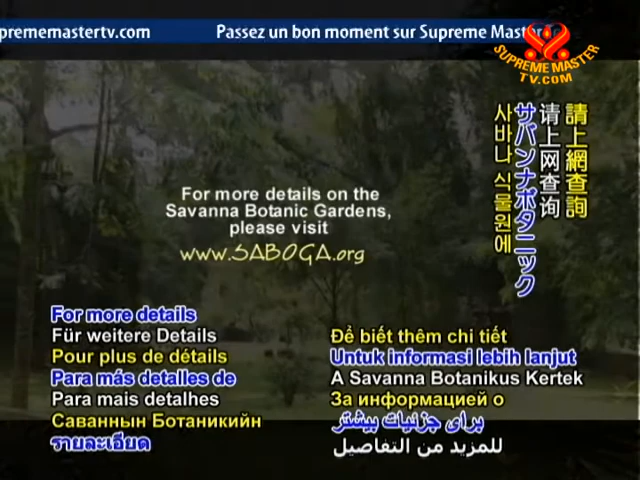 prememastertv.com
Passez un bon moment sur Supreme Master
SUPREME MASTER
TV.COM
For more details on the
Savanna Botanic Gardens,
please visit
www.SABOGA.org
請上網查詢
请上网查询
サバンナボタニック
사바나 식물원에
For more details
Für weitere Details
Pour plus de détails
Para más detalles de
Para mais detalhes
Саваннын Ботаникийн
รายละเอียด
Để biết thêm chi tiết
Untuk informasi lebih lanjut
A Savanna Botanikus Kertek
За информацией о
برای جزئیات بیشتر
للمزيد من التفاصيل